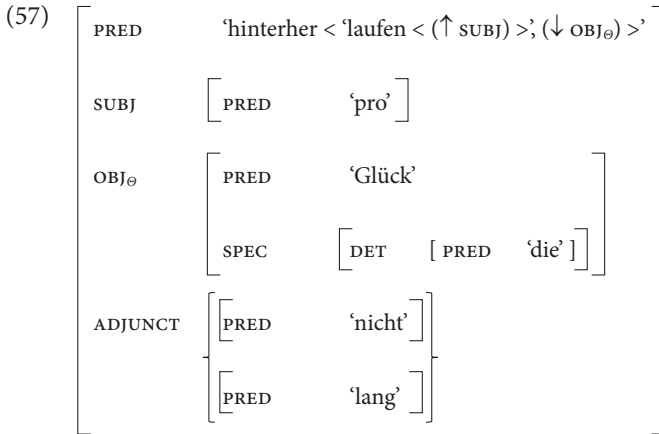 (57)
PRED ‘hinterher < ‘laufen < (↑ SUBJ) >’, (↓ OBJΘ) >’
SUBJ [ PRED ‘pro’ ]
OBJΘ [ PRED ‘Glück’
SPEC [ DET [ PRED ‘die’ ] ] ]
ADJUNCT { [ PRED ‘nicht’ ]
[ PRED ‘lang’ ] }